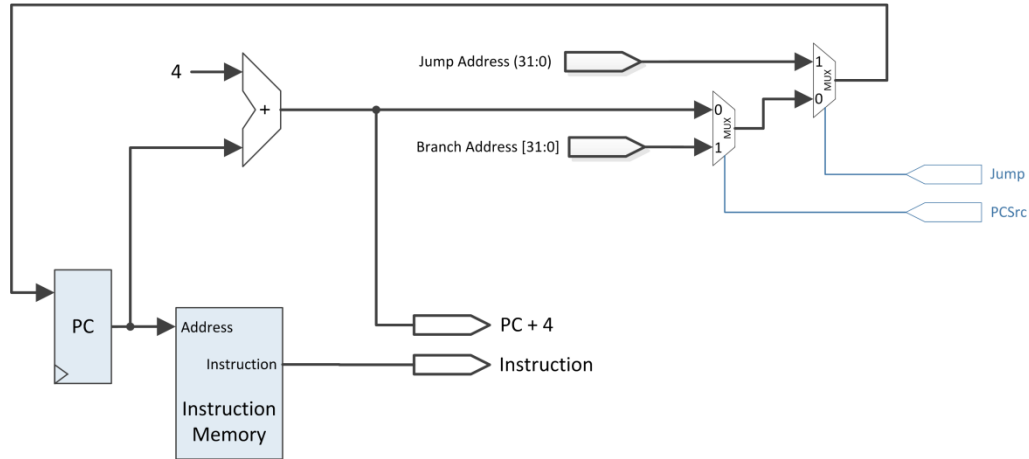 Jump Address (31:0)
1
MUX
0
4
+
0
MUX
1
Branch Address [31:0]
Jump
PCSrc
PC
Address
Instruction
Instruction
Memory
PC + 4
Instruction